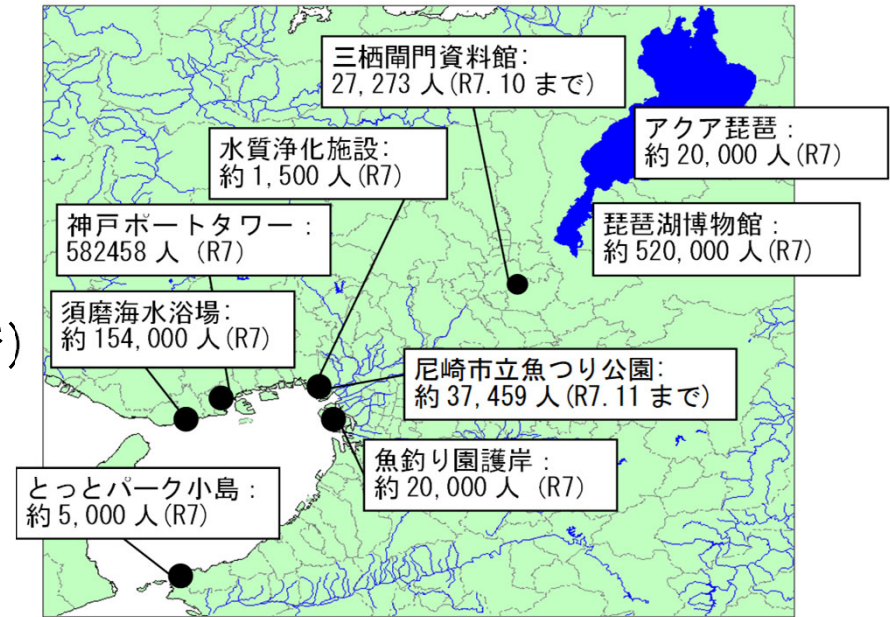 三栖閘門資料館:
27,273 人(R7.10 まで)
水質浄化施設:
約 1,500 人(R7)
アクア琵琶:
約 20,000 人(R7)
神戸ポートタワー:
582458 人 (R7)
琵琶湖博物館:
約 520,000 人(R7)
須磨海水浴場:
約 154,000 人(R7)
尼崎市立魚つり公園:
約 37,459 人(R7.11 まで)
魚釣り園護岸:
約 20,000 人 (R7)
とっとパーク小島:
約 5,000 人(R7)